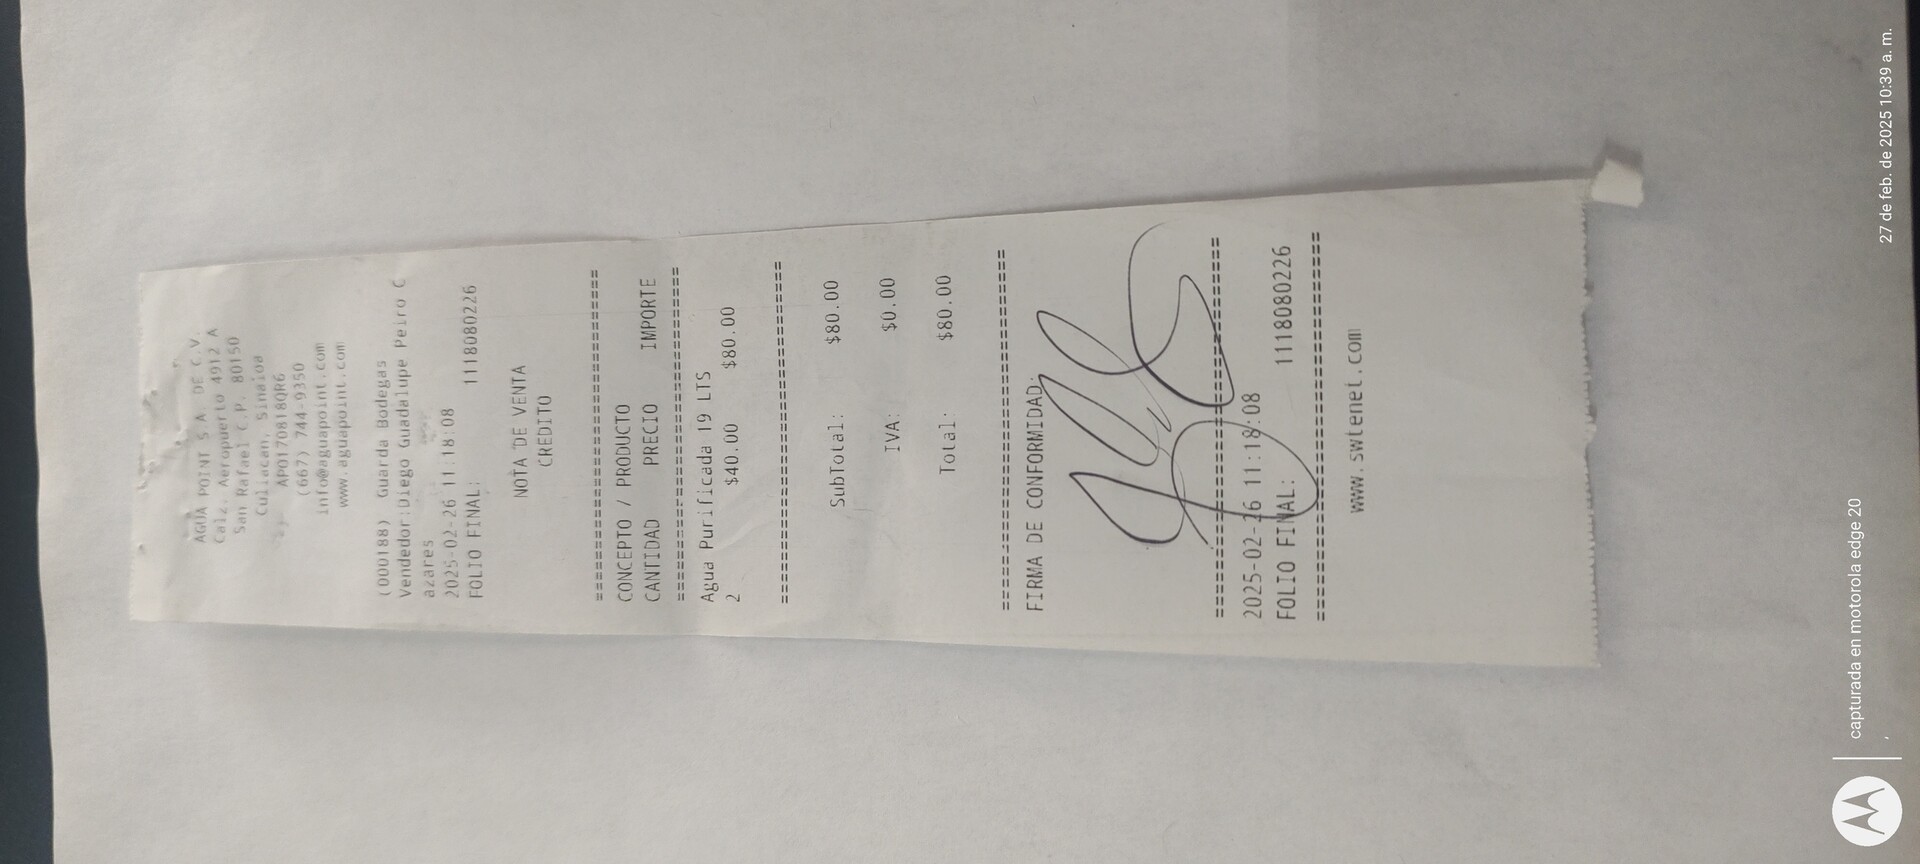 AGUA POINT S.A. DE C.V.
Calz. Aeropuerto 4912 A
San Rafael C.P. 80150
Culiacan, Sinaloa
APO170818QR6
(667) 744-9350
info@aguapoint.com
www.aguapoint.com
(000188) Guarda Bodegas
Vendedor:Diego Guadalupe Peiro C
azares
2025-02-26 11:18:08
FOLIO FINAL: 1118080226
NOTA DE VENTA
CREDITO
================================
CONCEPTO / PRODUCTO
CANTIDAD PRECIO IMPORTE
================================
Agua Purificada 19 LTS
2 $40.00 $80.00
================================
SubTotal: $80.00
IVA: $0.00
Total: $80.00
================================
FIRMA DE CONFORMIDAD:
================================
2025-02-26 11:18:08
FOLIO FINAL: 1118080226
================================
www.swtenet.com
capturada en motorola edge 20
27 de feb. de 2025 10:39 a. m.